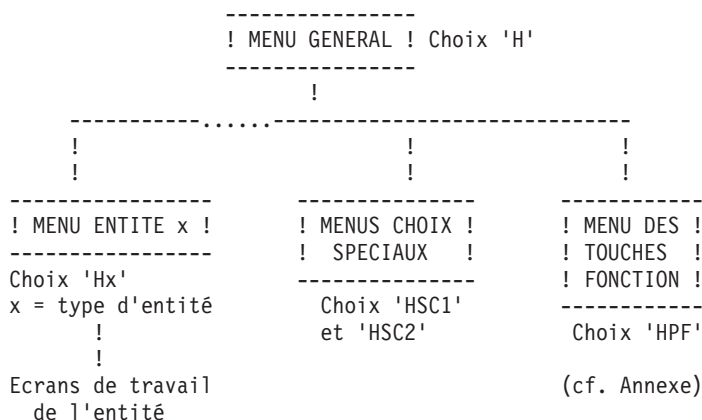 ----------------
! MENU GENERAL ! Choix 'H'
----------------
!
-----------......------------------------------
! ! !
! ! !
----------------- --------------- ------------
! MENU ENTITE x ! ! MENUS CHOIX ! ! MENU DES !
----------------- ! SPECIAUX ! ! TOUCHES !
Choix 'Hx' --------------- ! FONCTION !
x = type d'entité Choix 'HSC1' ------------
! et 'HSC2' Choix 'HPF'
!
Ecrans de travail (cf. Annexe)
de l'entité